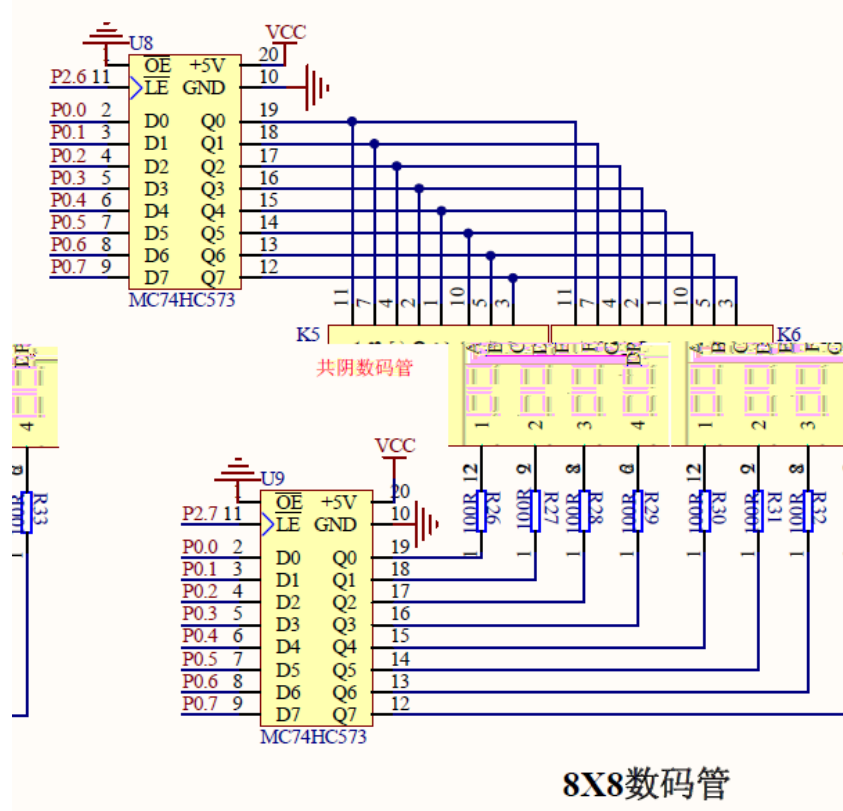 VCC
U8
OE +5V 20
P2.6 11 LE GND 10
P0.0 2 D0 Q0 19
P0.1 3 D1 Q1 18
P0.2 4 D2 Q2 17
P0.3 5 D3 Q3 16
P0.4 6 D4 Q4 15
P0.5 7 D5 Q5 14
P0.6 8 D6 Q6 13
P0.7 9 D7 Q7 12
MC74HC573
11 7 4 2 1 10 5 3
11 7 4 2 1 10 5 3
K5
K6
共阴数码管
1 2 3 4
1 2 3
4
12 9 8 6
12 9 8
R26 R27 R28 R29 R30 R31 R32
R33
1 1 1 1 1 1 1
1
VCC
U9
OE +5V 20
P2.7 11 LE GND 10
P0.0 2 D0 Q0 19
P0.1 3 D1 Q1 18
P0.2 4 D2 Q2 17
P0.3 5 D3 Q3 16
P0.4 6 D4 Q4 15
P0.5 7 D5 Q5 14
P0.6 8 D6 Q6 13
P0.7 9 D7 Q7 12
MC74HC573
8X8数码管